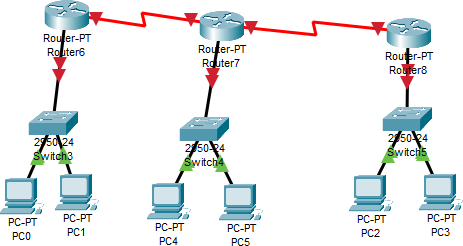 Router-PT
Router6
Router-PT
Router7
Router-PT
Router8
2950-24
Switch3
2950-24
Switch4
2950-24
Switch5
PC-PT
PC0
PC-PT
PC1
PC-PT
PC4
PC-PT
PC5
PC-PT
PC2
PC-PT
PC3